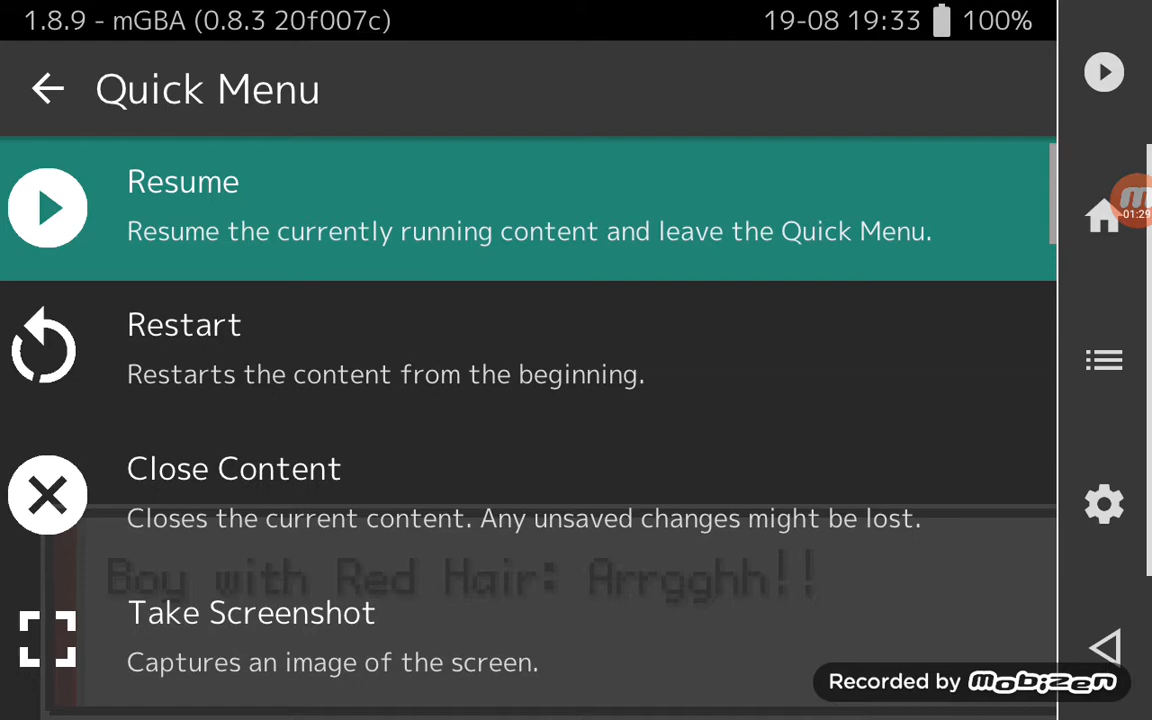 1.8.9 - mGBA (0.8.3 20f007c) 19-08 19:33 100%
Quick Menu
Resume
Resume the currently running content and leave the Quick Menu.
01:29
Restart
Restarts the content from the beginning.
Close Content
Closes the current content. Any unsaved changes might be lost.
Boy with Red Hair: Arrgghh!!
Take Screenshot
Captures an image of the screen.
Recorded by mobizen